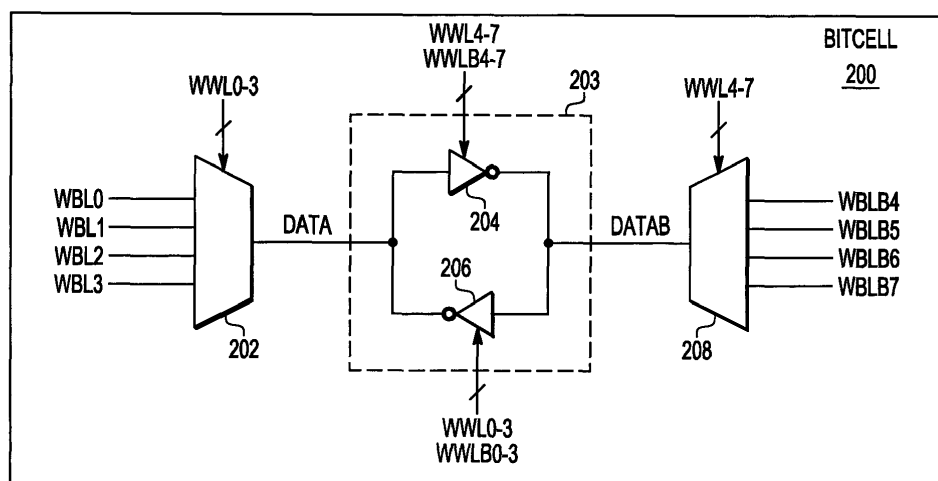 WWL4-7
WWLB4-7
BITCELL
200
WWL0-3
203
WWL4-7
WBL0
WBL1
WBL2
WBL3
DATA
204
206
DATAB
WBLB4
WBLB5
WBLB6
WBLB7
202
208
WWL0-3
WWLB0-3